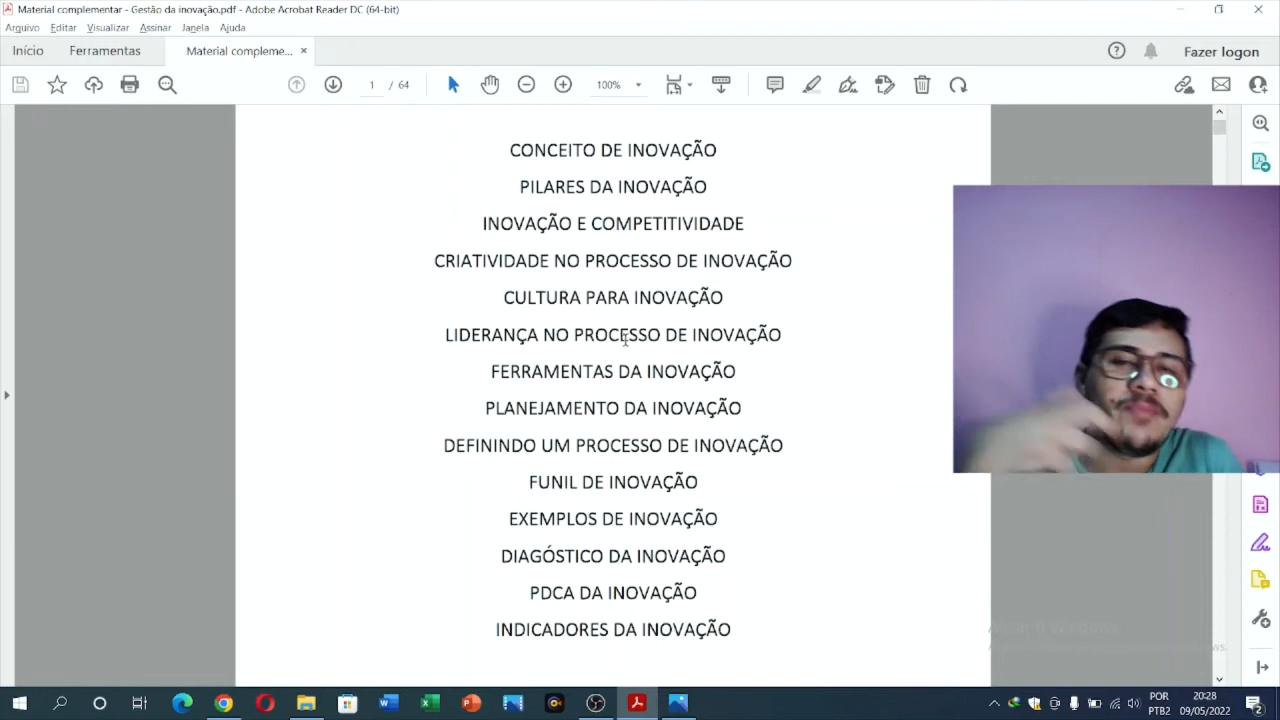 Material complementar - Gestão da inovação.pdf - Adobe Acrobat Reader DC (64-bit)
Arquivo Editar Visualizar Assinar Janela Ajuda
Início Ferramentas Material compleme... × Fazer logon
1 / 64 100%
CONCEITO DE INOVAÇÃO
PILARES DA INOVAÇÃO
INOVAÇÃO E COMPETITIVIDADE
CRIATIVIDADE NO PROCESSO DE INOVAÇÃO
CULTURA PARA INOVAÇÃO
LIDERANÇA NO PROCESSO DE INOVAÇÃO
FERRAMENTAS DA INOVAÇÃO
PLANEJAMENTO DA INOVAÇÃO
DEFININDO UM PROCESSO DE INOVAÇÃO
FUNIL DE INOVAÇÃO
EXEMPLOS DE INOVAÇÃO
DIAGÓSTICO DA INOVAÇÃO
PDCA DA INOVAÇÃO
INDICADORES DA INOVAÇÃO
POR 20:28
PTB2 09/05/2022 2